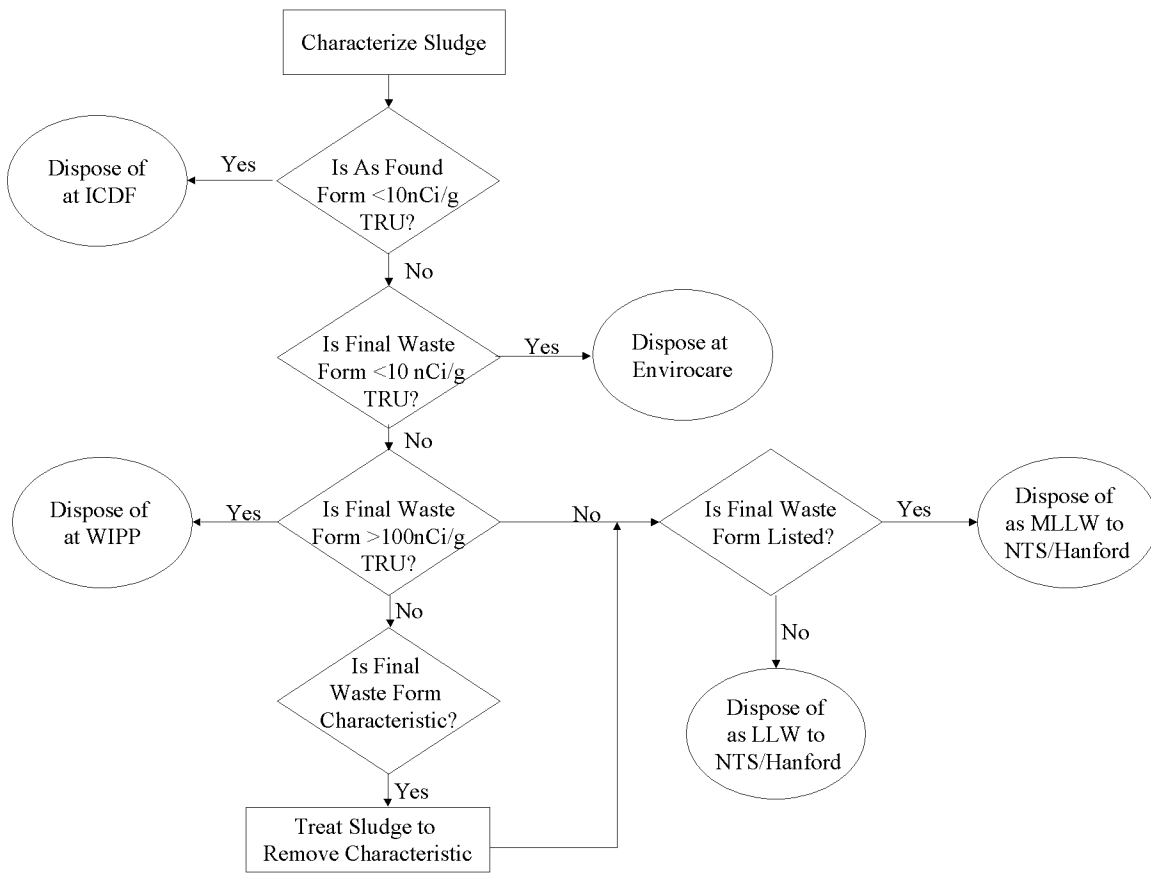 Characterize Sludge
Is As Found
Form <10nCi/g
TRU?
Yes
Dispose of
at ICDF
No
Is Final Waste
Form <10 nCi/g
TRU?
Yes
Dispose at
Envirocare
No
Is Final Waste
Form >100nCi/g
TRU?
Yes
Dispose of
at WIPP
No
Is Final Waste
Form Listed?
Yes
Dispose of
as MLLW to
NTS/Hanford
No
Dispose of
as LLW to
NTS/Hanford
No
Is Final
Waste Form
Characteristic?
Yes
Treat Sludge to
Remove Characteristic